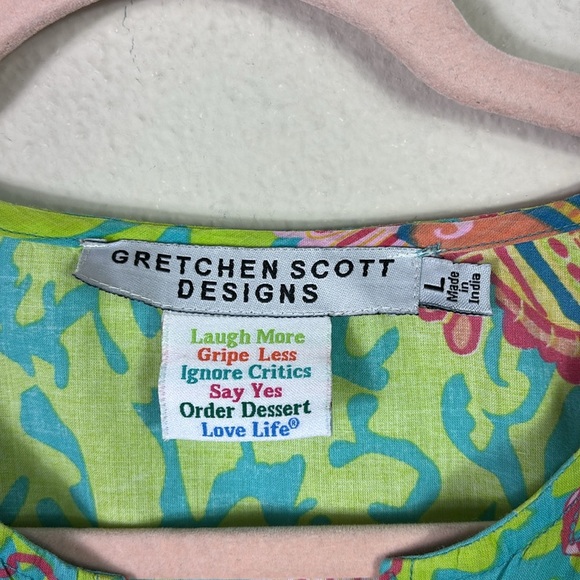 GRETCHEN SCOTT
DESIGNS
L
Made
in
India
Laugh More
Gripe Less
Ignore Critics
Say Yes
Order Dessert
Love Life®